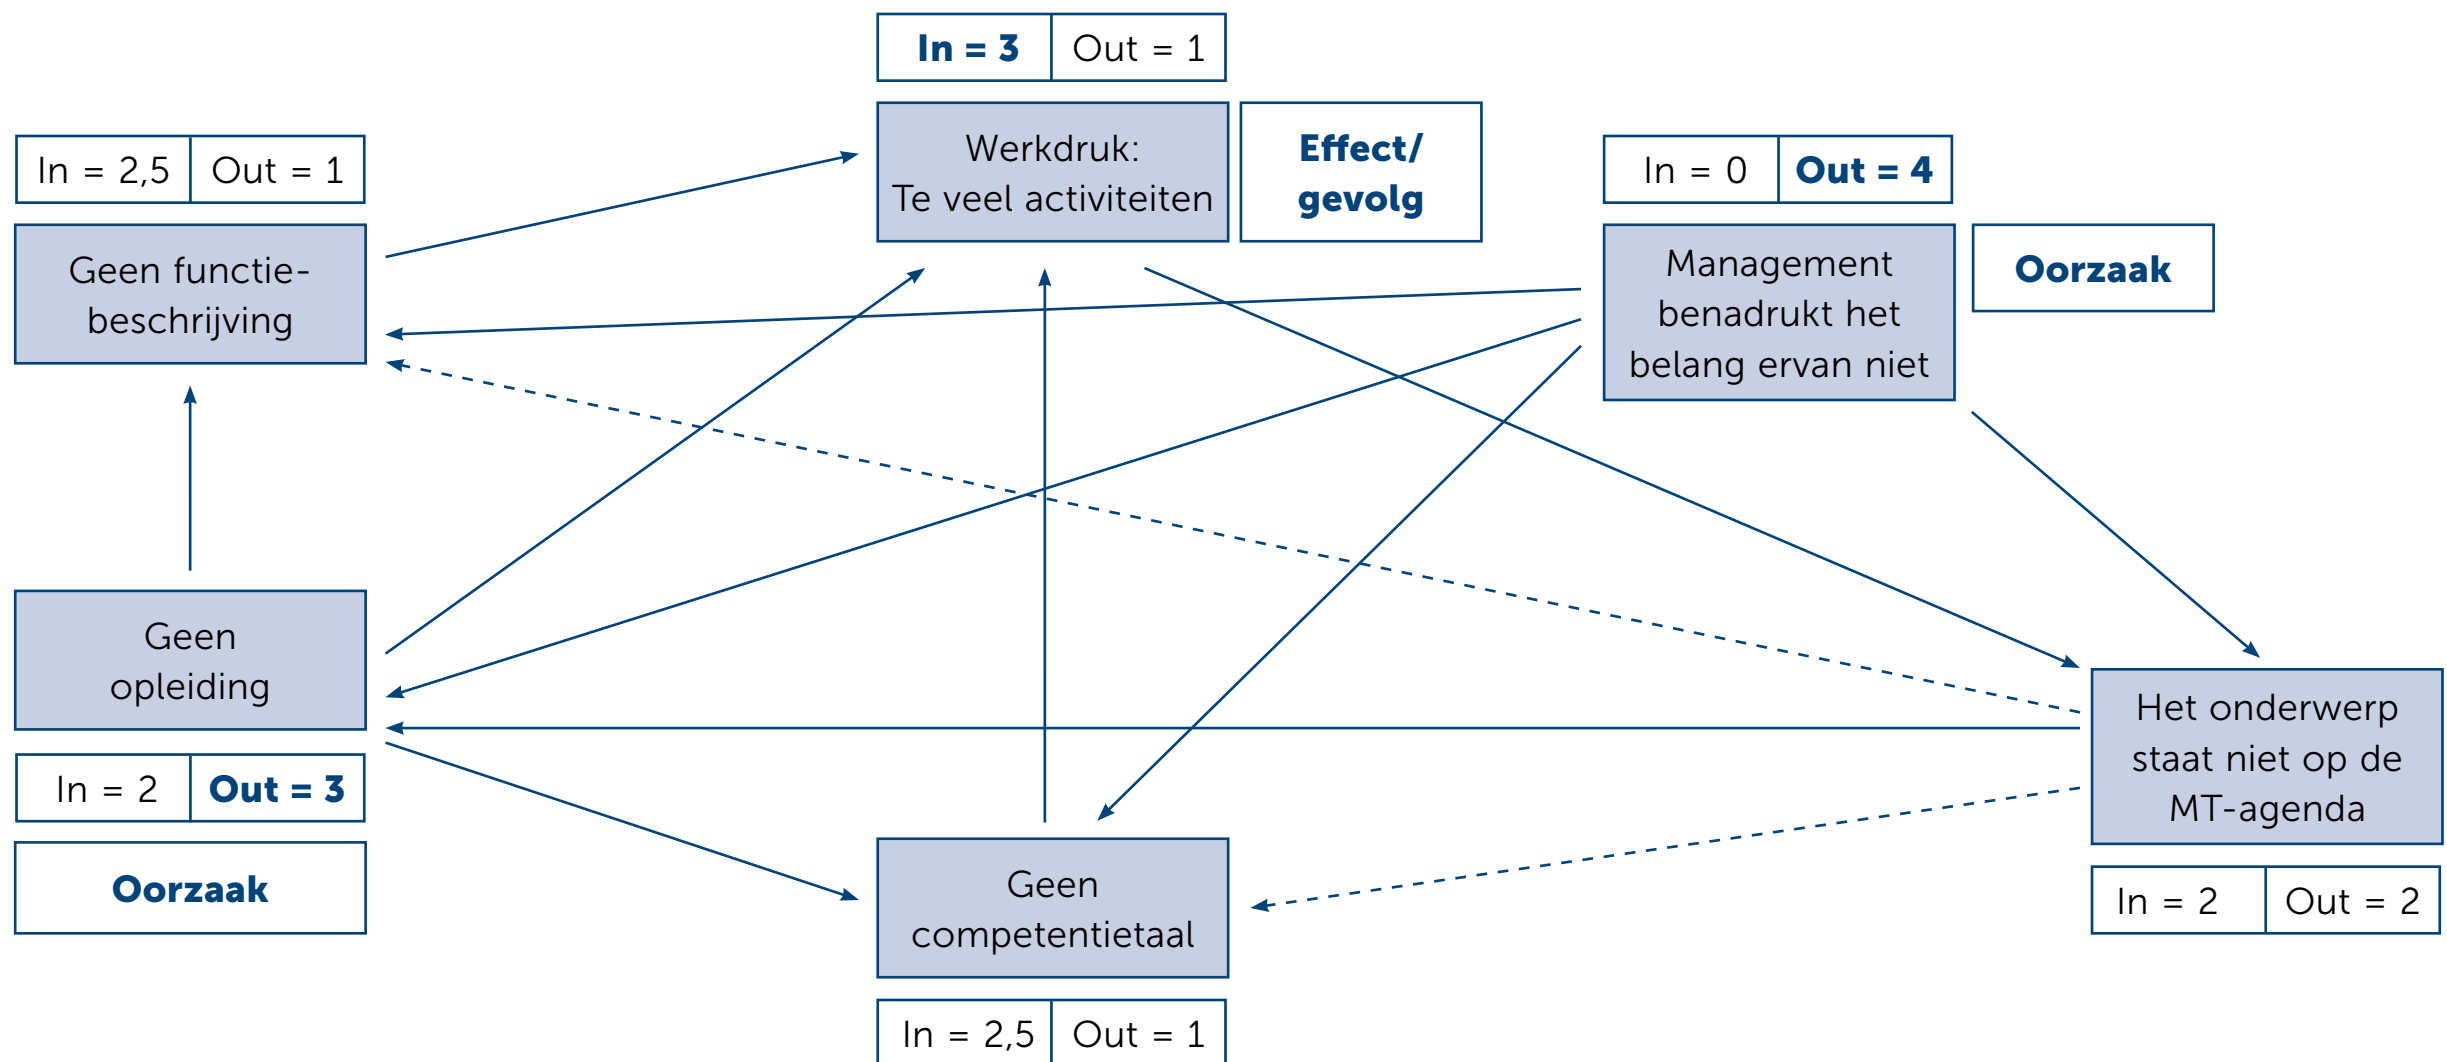 In = 3
Out = 1
Werkdruk:
Te veel activiteiten
Effect/
gevolg
In = 2,5
Out = 1
Geen functie-
beschrijving
In = 0
Out = 4
Management
benadrukt het
belang ervan niet
Oorzaak
Geen
opleiding
In = 2
Out = 3
Oorzaak
Geen
competentietaal
In = 2,5
Out = 1
Het onderwerp
staat niet op de
MT-agenda
In = 2
Out = 2